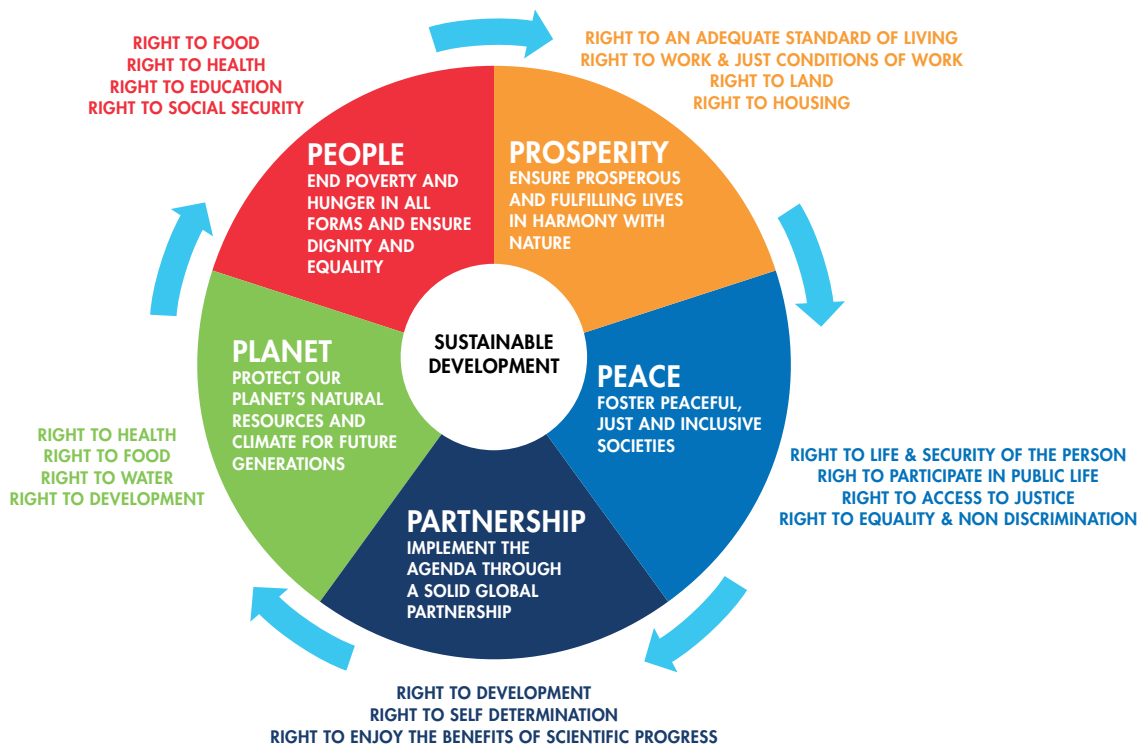 RIGHT TO FOOD
RIGHT TO HEALTH
RIGHT TO EDUCATION
RIGHT TO SOCIAL SECURITY
RIGHT TO AN ADEQUATE STANDARD OF LIVING
RIGHT TO WORK & JUST CONDITIONS OF WORK
RIGHT TO LAND
RIGHT TO HOUSING
PEOPLE
END POVERTY AND
HUNGER IN ALL
FORMS AND ENSURE
DIGNITY AND
EQUALITY
PROSPERITY
ENSURE PROSPEROUS
AND FULFILLING LIVES
IN HARMONY WITH
NATURE
SUSTAINABLE
DEVELOPMENT
PLANET
PROTECT OUR
PLANET'S NATURAL
RESOURCES AND
CLIMATE FOR FUTURE
GENERATIONS
PEACE
FOSTER PEACEFUL,
JUST AND INCLUSIVE
SOCIETIES
RIGHT TO HEALTH
RIGHT TO FOOD
RIGHT TO WATER
RIGHT TO DEVELOPMENT
RIGHT TO LIFE & SECURITY OF THE PERSON
RIGH TO PARTICIPATE IN PUBLIC LIFE
RIGHT TO ACCESS TO JUSTICE
RIGHT TO EQUALITY & NON DISCRIMINATION
PARTNERSHIP
IMPLEMENT THE
AGENDA THROUGH
A SOLID GLOBAL
PARTNERSHIP
RIGHT TO DEVELOPMENT
RIGHT TO SELF DETERMINATION
RIGHT TO ENJOY THE BENEFITS OF SCIENTIFIC PROGRESS